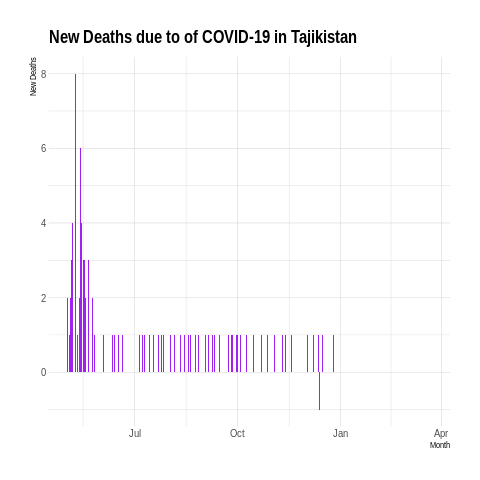 New Deaths due to of COVID-19 in Tajikistan
New Deaths
8
6
4
2
0
Jul
Oct
Jan
Apr
Month